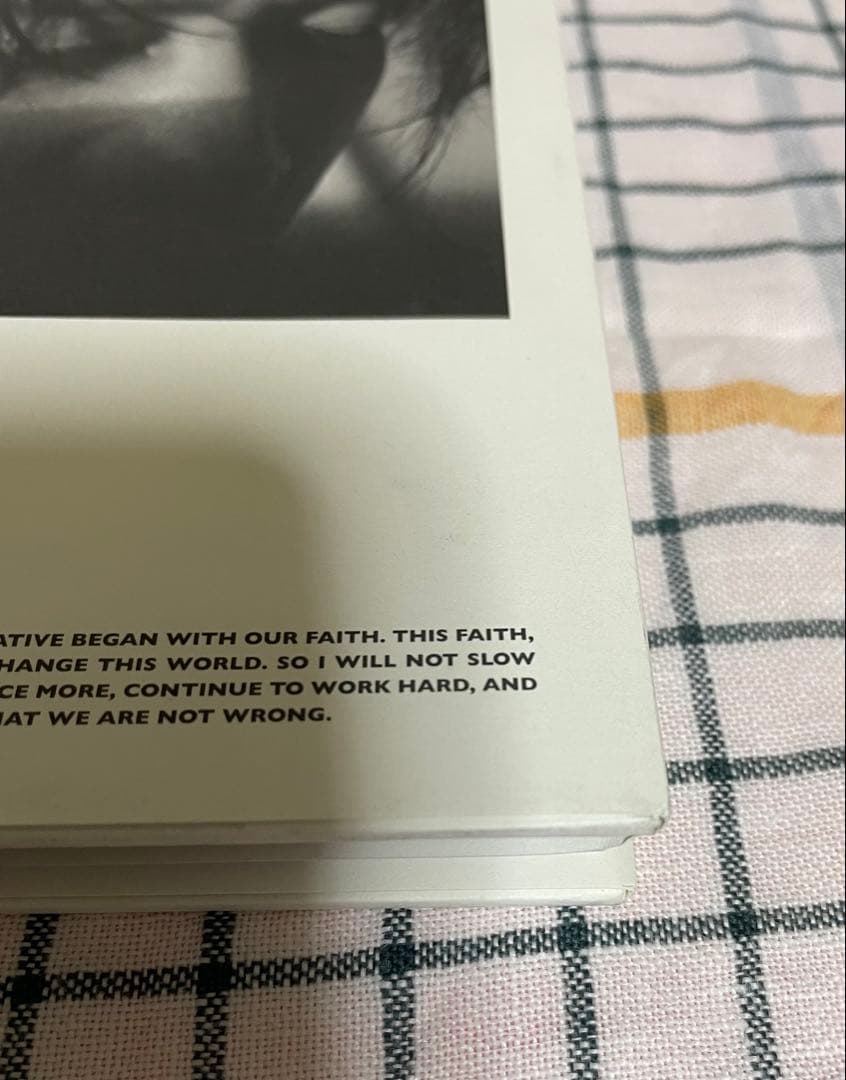 ATIVE BEGAN WITH OUR FAITH. THIS FAITH,
HANGE THIS WORLD. SO I WILL NOT SLOW
CE MORE, CONTINUE TO WORK HARD, AND
HAT WE ARE NOT WRONG.